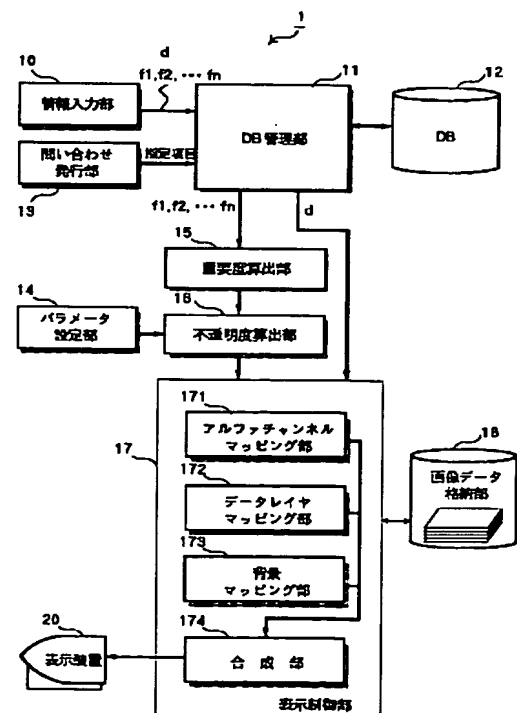 1
d
10
f1,f2,･･･fn
11
12
情報入力部
DB 管理部
DB
問い合わせ
発行部
設定項目
13
f1,f2,･･･fn
d
15
重要度算出部
14
16
パラメータ
設定部
不透明度算出部
171
17
アルファチャンネル
マッピング部
18
172
画像データ
格納部
データレイヤ
マッピング部
173
背景
マッピング部
20
174
表示装置
合 成 部
表示制御部